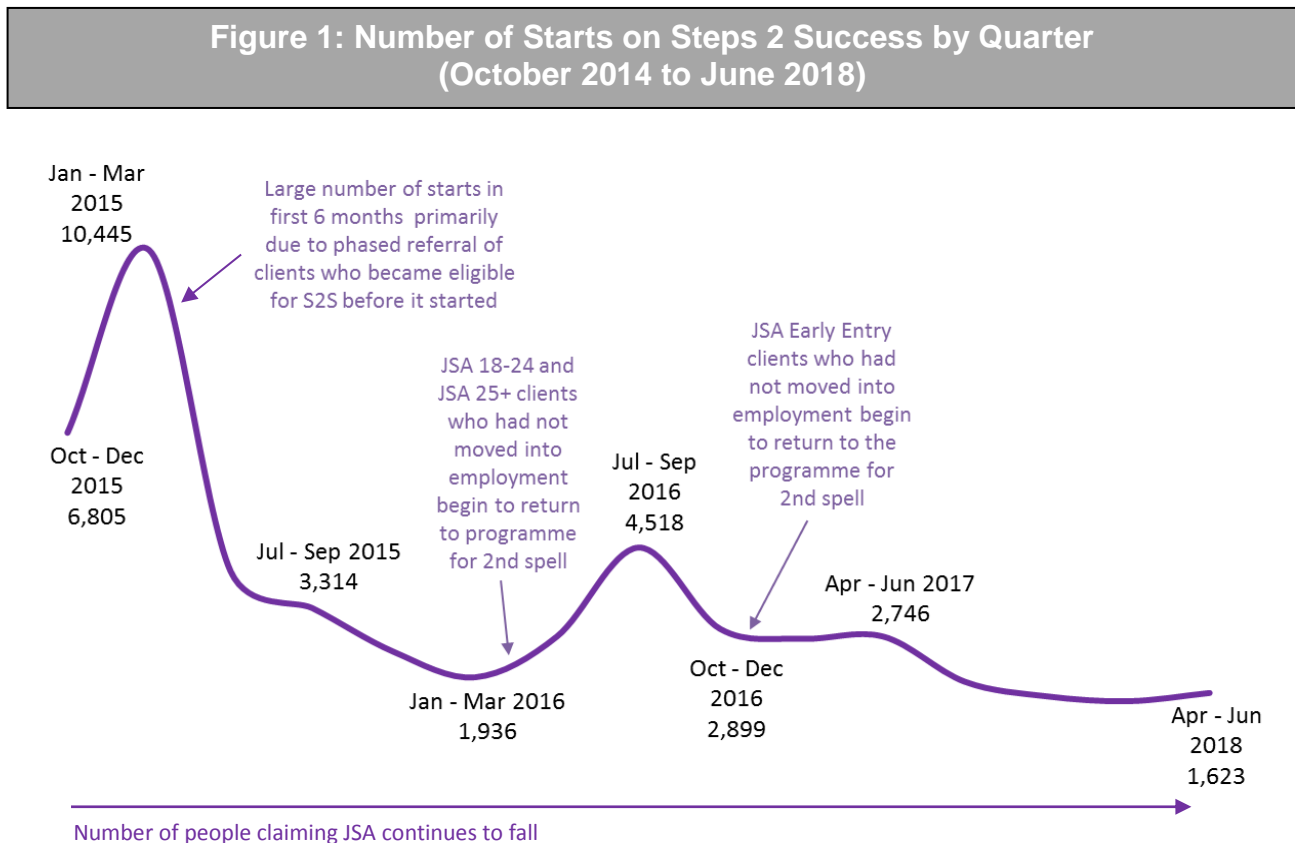 Figure 1: Number of Starts on Steps 2 Success by Quarter
(October 2014 to June 2018)
Jan - Mar
2015
10,445
Large number of starts in
first 6 months primarily
due to phased referral of
clients who became eligible
for S2S before it started
Oct - Dec
2015
6,805
Jul - Sep 2015
3,314
JSA 18-24 and
JSA 25+ clients
who had not
moved into
employment
begin to return
to programme
for 2nd spell
Jan - Mar 2016
1,936
Jul - Sep
2016
4,518
JSA Early Entry
clients who had
not moved into
employment begin
to return to the
programme for
2nd spell
Oct - Dec
2016
2,899
Apr - Jun 2017
2,746
Apr - Jun
2018
1,623
Number of people claiming JSA continues to fall